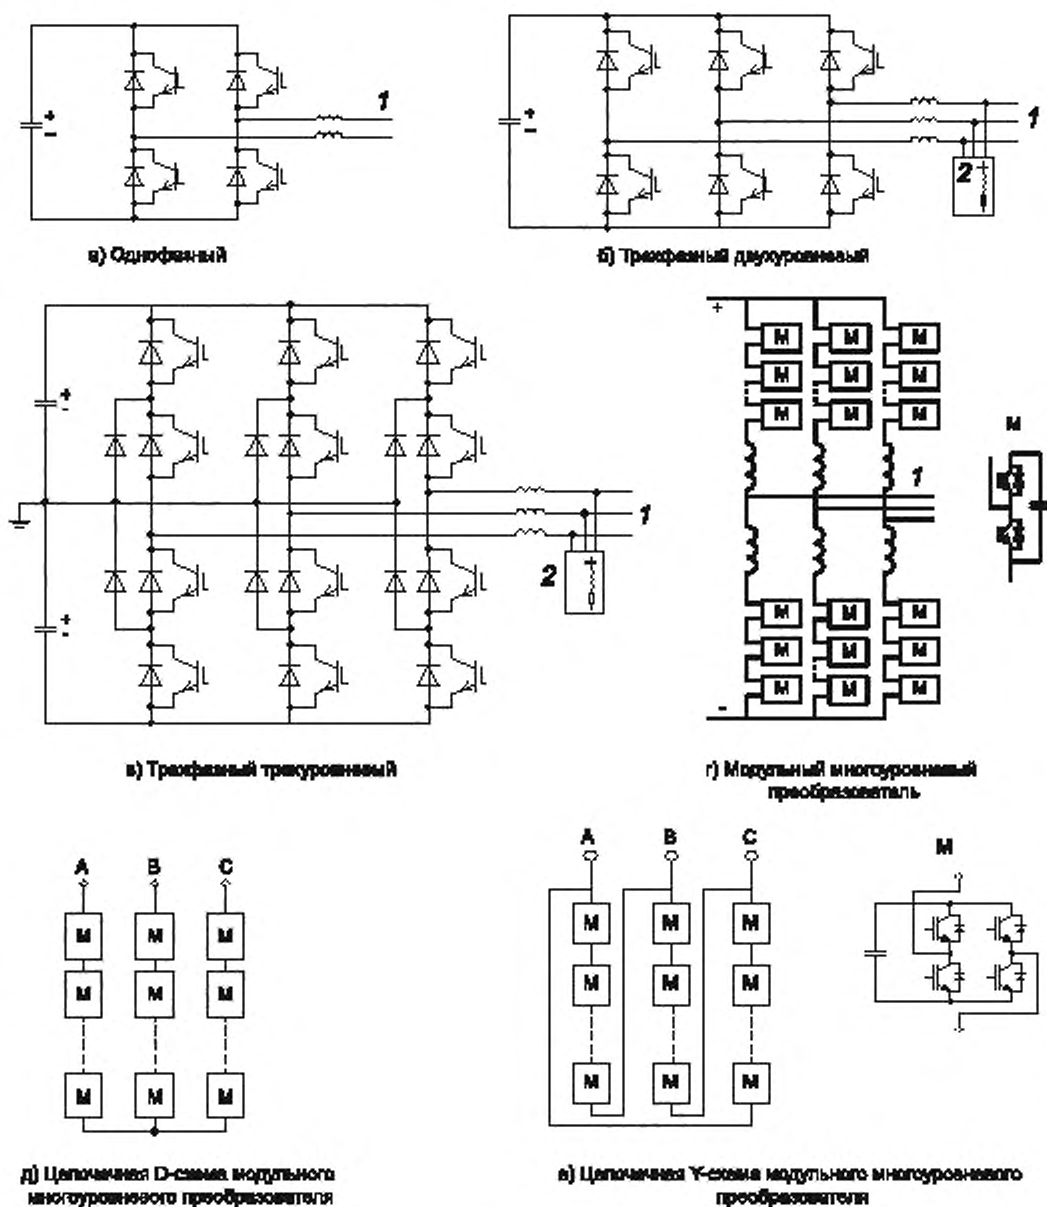 +
−
1
а) Однофазный
+
−
1
2
б) Трехфазный двухуровневый
+
-
+
-
1
2
в) Трехфазный трехуровневый
+
M M M
M M M
M M M
1
M M M
M M M
M M M
-
M
г) Модульный многоуровневый
преобразователь
A B C
M M M
M M M
M M M
д) Цепочечная D-схема модульного
многоуровневого преобразователя
A B C
M M M
M M M
M M M
M
е) Цепочечная Y-схема модульного многоуровневого
преобразователя